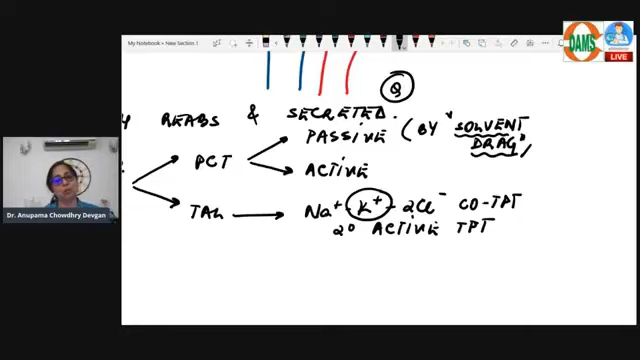 My Notebook > New Section 1
DAMS
LIVE
Q
REABS & SECRETED.
PASSIVE (BY "SOLVENT
DRAG")
PCT
ACTIVE
TAL Na+ - K+ - 2Cl- CO-TPT
2° ACTIVE TPT
Dr. Anupama Chowdhry Devgan